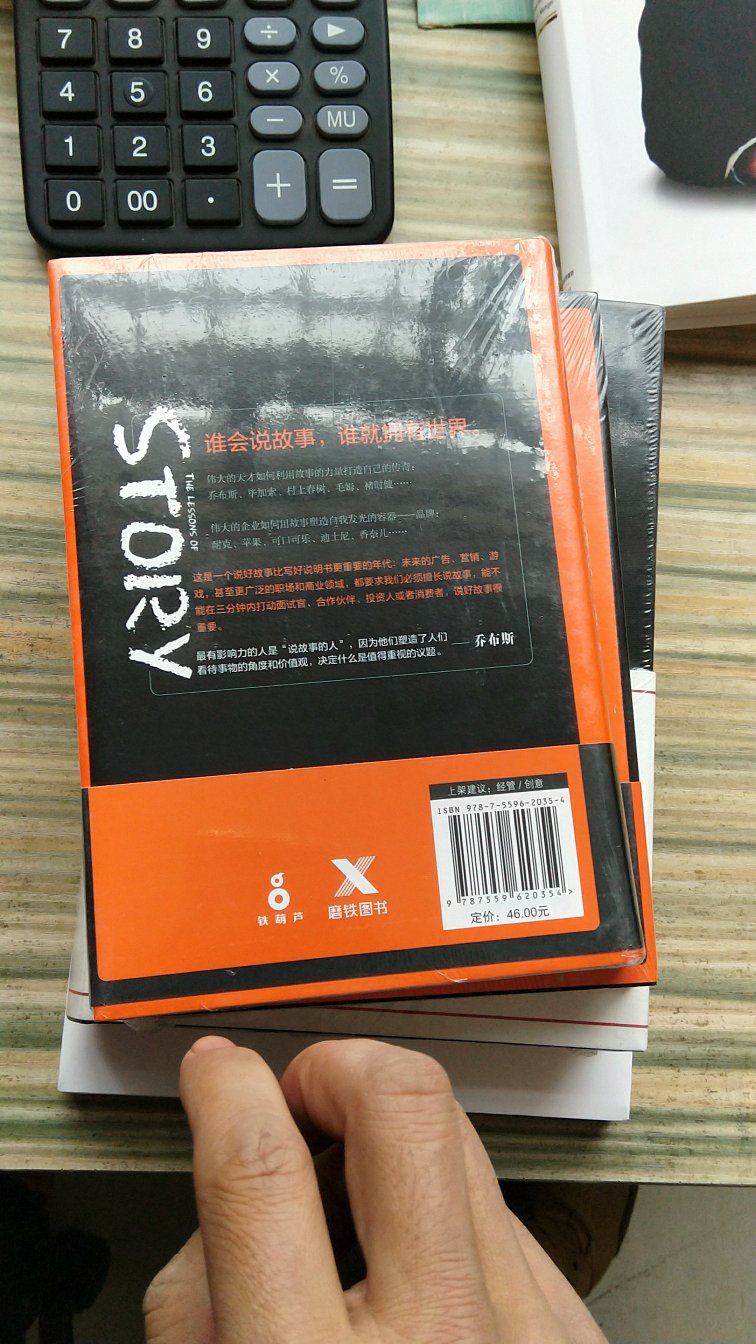 7 8 9 ÷ ▶
4 5 6 × %
1 2 3 − MU
0 00 · + =
STORY
THE LESSONS OF
谁会说故事，谁就拥有世界。
伟大的天才如何利用故事的力量打造自己的传奇：
乔布斯、毕加索、村上春树、毛姆、褚时健……
伟大的企业如何用故事塑造自我发光的容器——品牌：
耐克、苹果、可口可乐、迪士尼、香奈儿……
这是一个说好故事比写好说明书更重要的年代：未来的广告、营销、游
戏，甚至更广泛的职场和商业领域，都要求我们必须擅长说故事，能不
能在三分钟内打动面试官、合作伙伴、投资人或者消费者，说好故事很
重要。
最有影响力的人是“说故事的人”，因为他们塑造了人们
看待事物的角度和价值观，决定什么是值得重视的议题。
——乔布斯
上架建议：经管 / 创意
ISBN 978-7-5596-2035-4
9 787559 620354 >
定价：46.00元
铁葫芦
磨铁图书